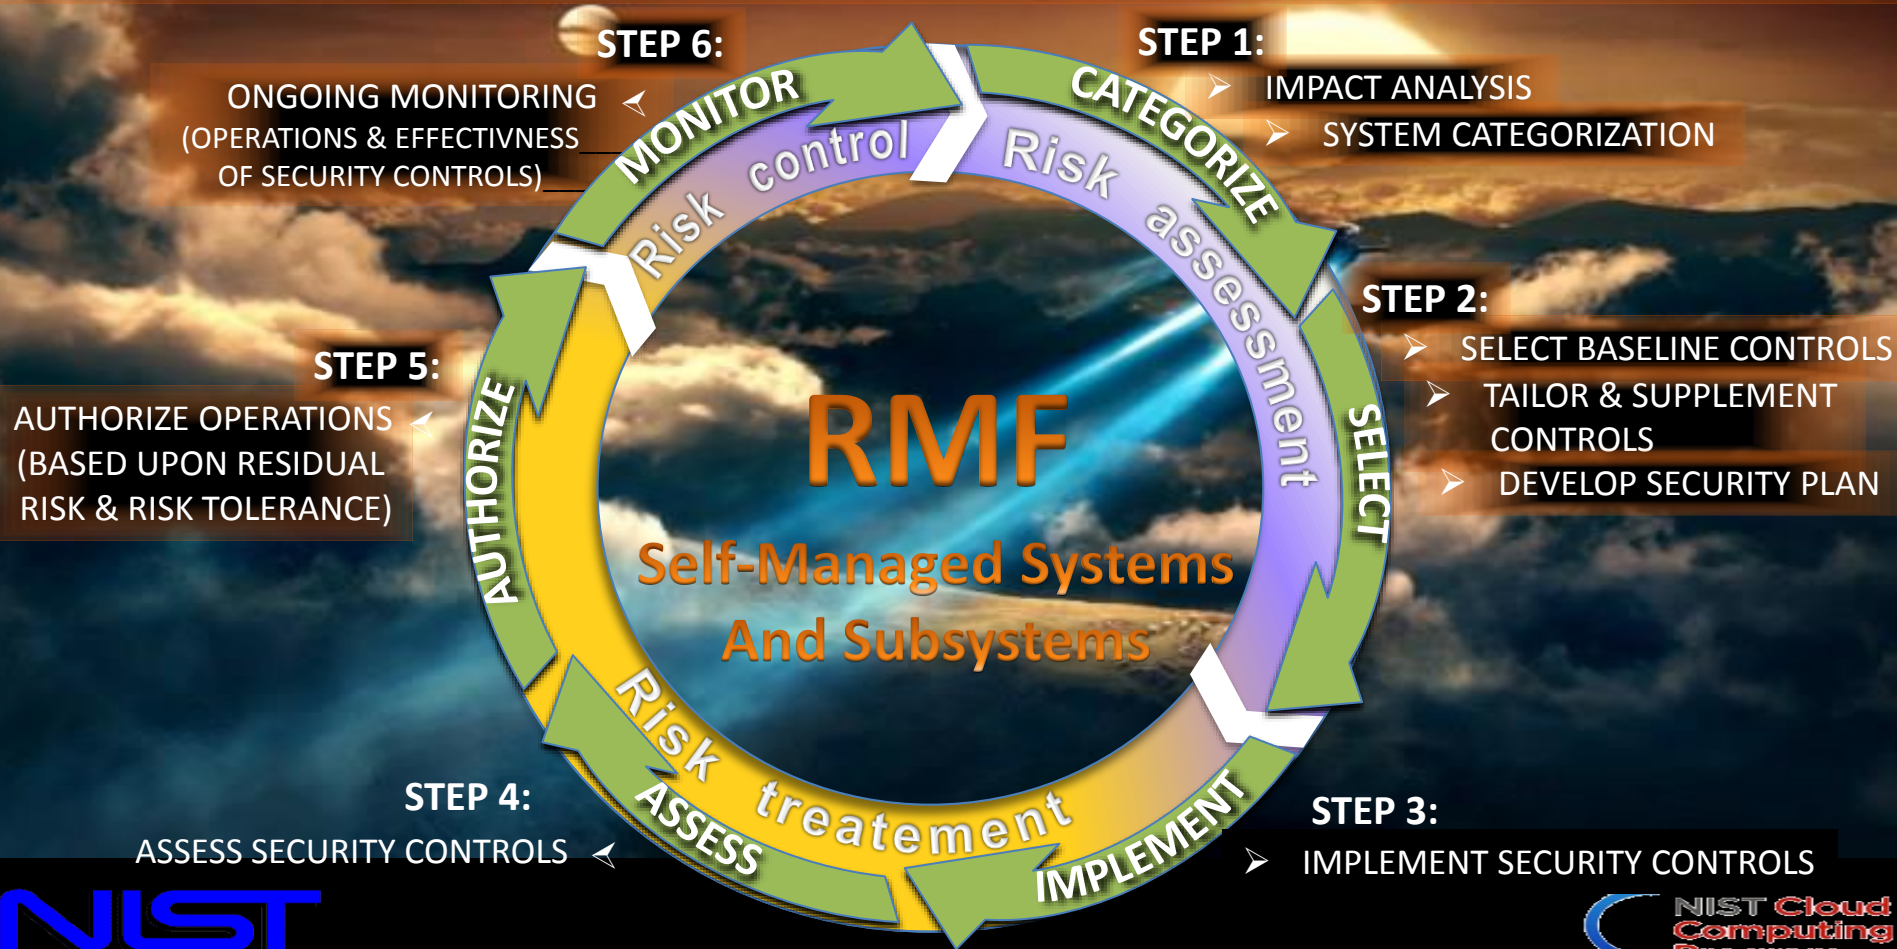 STEP 6:
ONGOING MONITORING
(OPERATIONS & EFFECTIVNESS
OF SECURITY CONTROLS)
STEP 1:
IMPACT ANALYSIS
SYSTEM CATEGORIZATION
STEP 2:
SELECT BASELINE CONTROLS
TAILOR & SUPPLEMENT
CONTROLS
DEVELOP SECURITY PLAN
STEP 3:
IMPLEMENT SECURITY CONTROLS
STEP 4:
ASSESS SECURITY CONTROLS
STEP 5:
AUTHORIZE OPERATIONS
(BASED UPON RESIDUAL
RISK & RISK TOLERANCE)
CATEGORIZE
SELECT
IMPLEMENT
ASSESS
AUTHORIZE
MONITOR
Risk assessment
Risk treatement
Risk control
RMF
Self-Managed Systems
And Subsystems
NIST
NIST Cloud
Computing